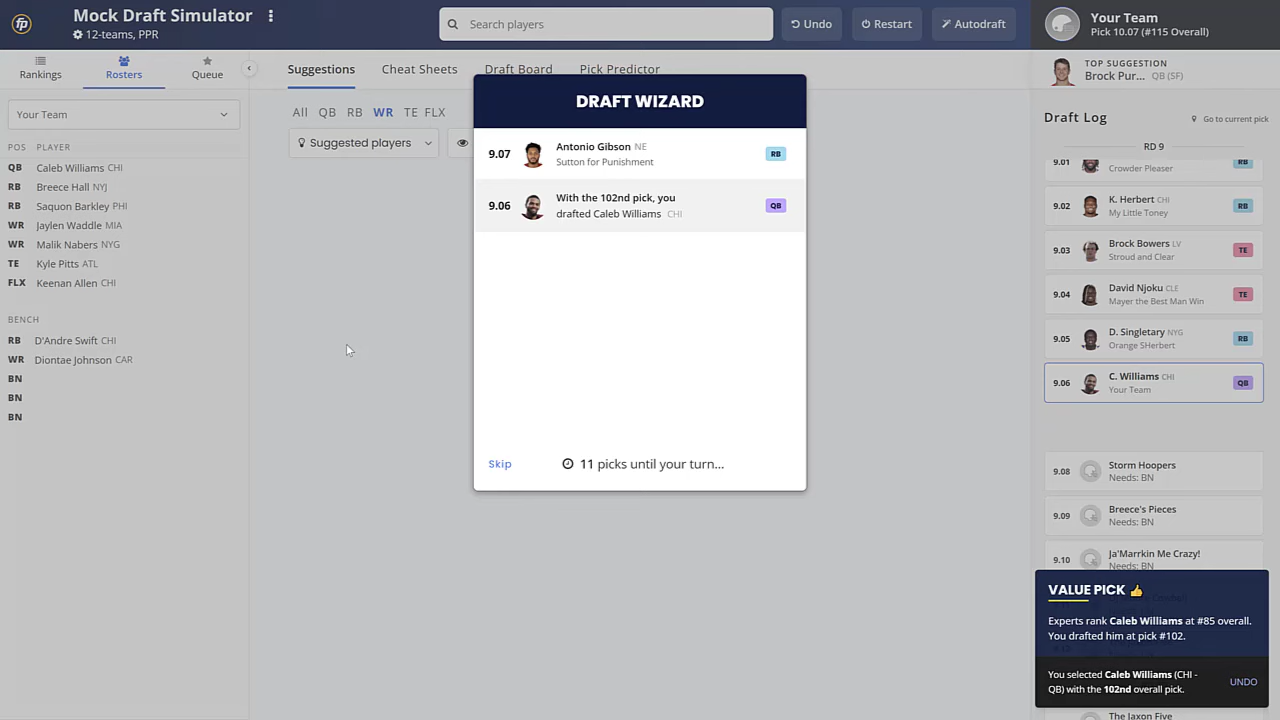 fp
Mock Draft Simulator
12-teams, PPR
Search players
Undo
Restart
Autodraft
Your Team
Pick 10.07 (#115 Overall)
Rankings
Rosters
Queue
Suggestions
Cheat Sheets
Draft Board
Pick Predictor
TOP SUGGESTION
Brock Pur... QB (SF)
Your Team
POS PLAYER
QB Caleb Williams CHI
RB Breece Hall NYJ
RB Saquon Barkley PHI
WR Jaylen Waddle MIA
WR Malik Nabers NYG
TE Kyle Pitts ATL
FLX Keenan Allen CHI
BENCH
RB D'Andre Swift CHI
WR Diontae Johnson CAR
BN
BN
BN
All QB RB WR TE FLX
Suggested players
DRAFT WIZARD
9.07 Antonio Gibson NE RB
Sutton for Punishment
9.06 With the 102nd pick, you QB
drafted Caleb Williams CHI
Skip
11 picks until your turn...
Draft Log
Go to current pick
RD 9
9.01 RB
Crowder Pleaser
9.02 K. Herbert CHI RB
My Little Toney
9.03 Brock Bowers LV TE
Stroud and Clear
9.04 David Njoku CLE TE
Mayer the Best Man Win
9.05 D. Singletary NYG RB
Orange SHerbert
9.06 C. Williams CHI QB
Your Team
9.08 Storm Hoopers
Needs: BN
9.09 Breece's Pieces
Needs: BN
9.10 Ja'Marrkin Me Crazy!
Needs: BN
VALUE PICK 👍
Experts rank Caleb Williams at #85 overall.
You drafted him at pick #102.
You selected Caleb Williams (CHI -
QB) with the 102nd overall pick.
UNDO
The Jaxon Five